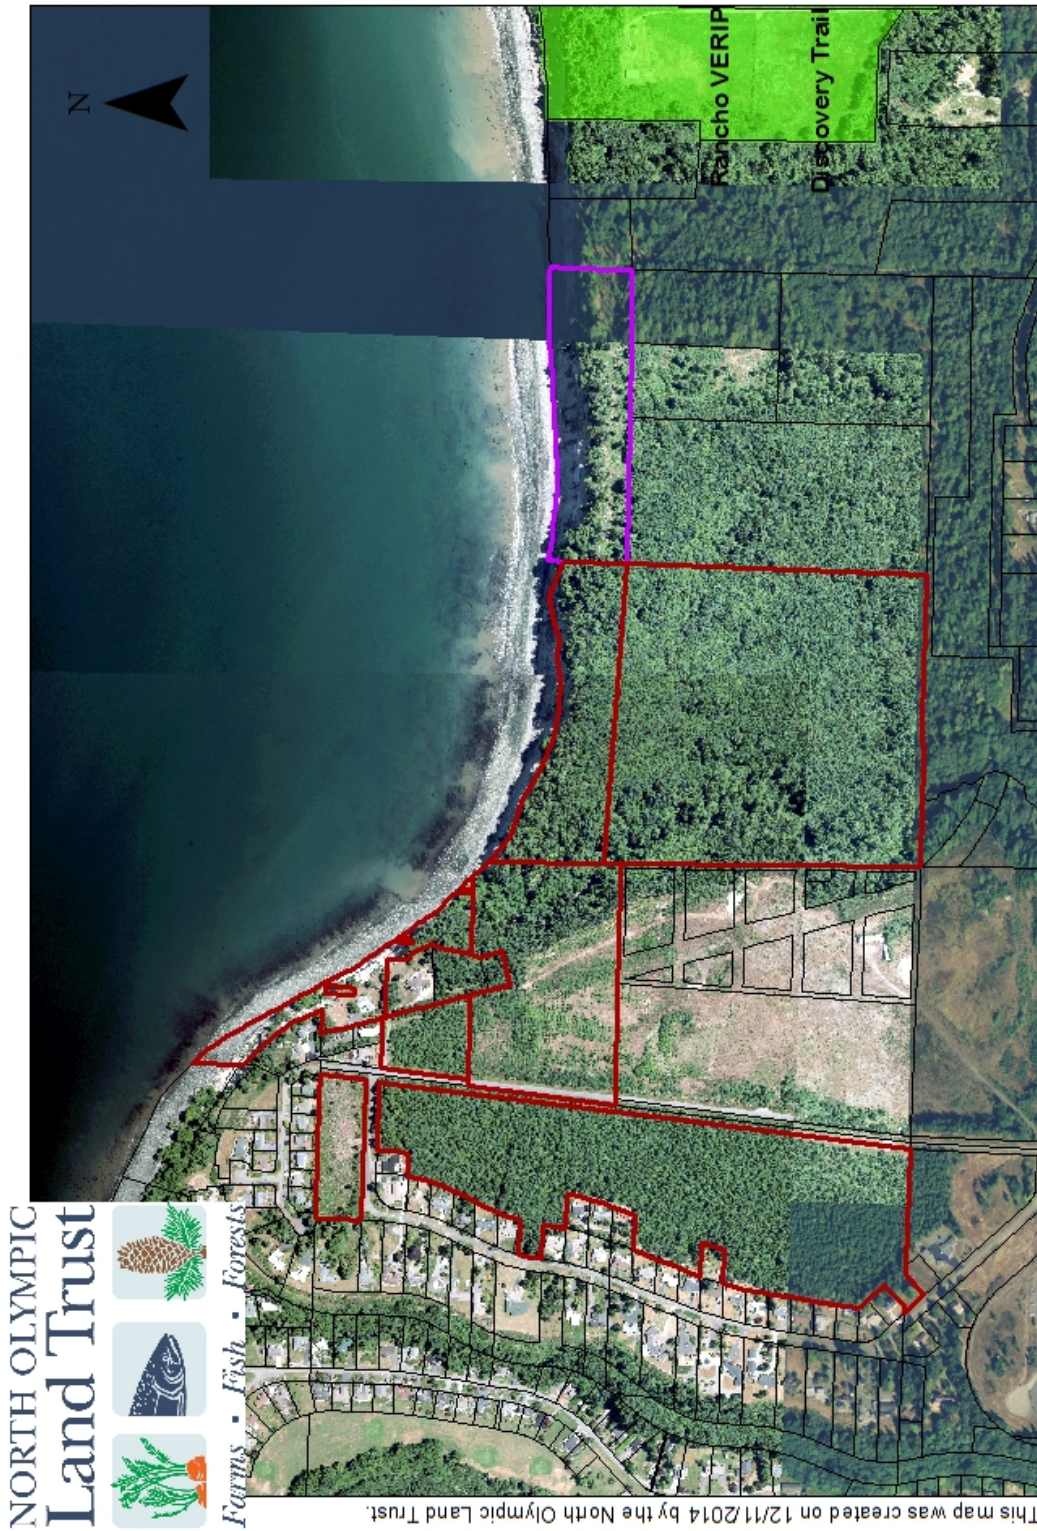 NORTH OLYMPIC
Land Trust
Farms • Fish • Forests
N
Rancho VERIP
Discovery Trail
This map was created on 12/11/2014 by the North Olympic Land Trust.